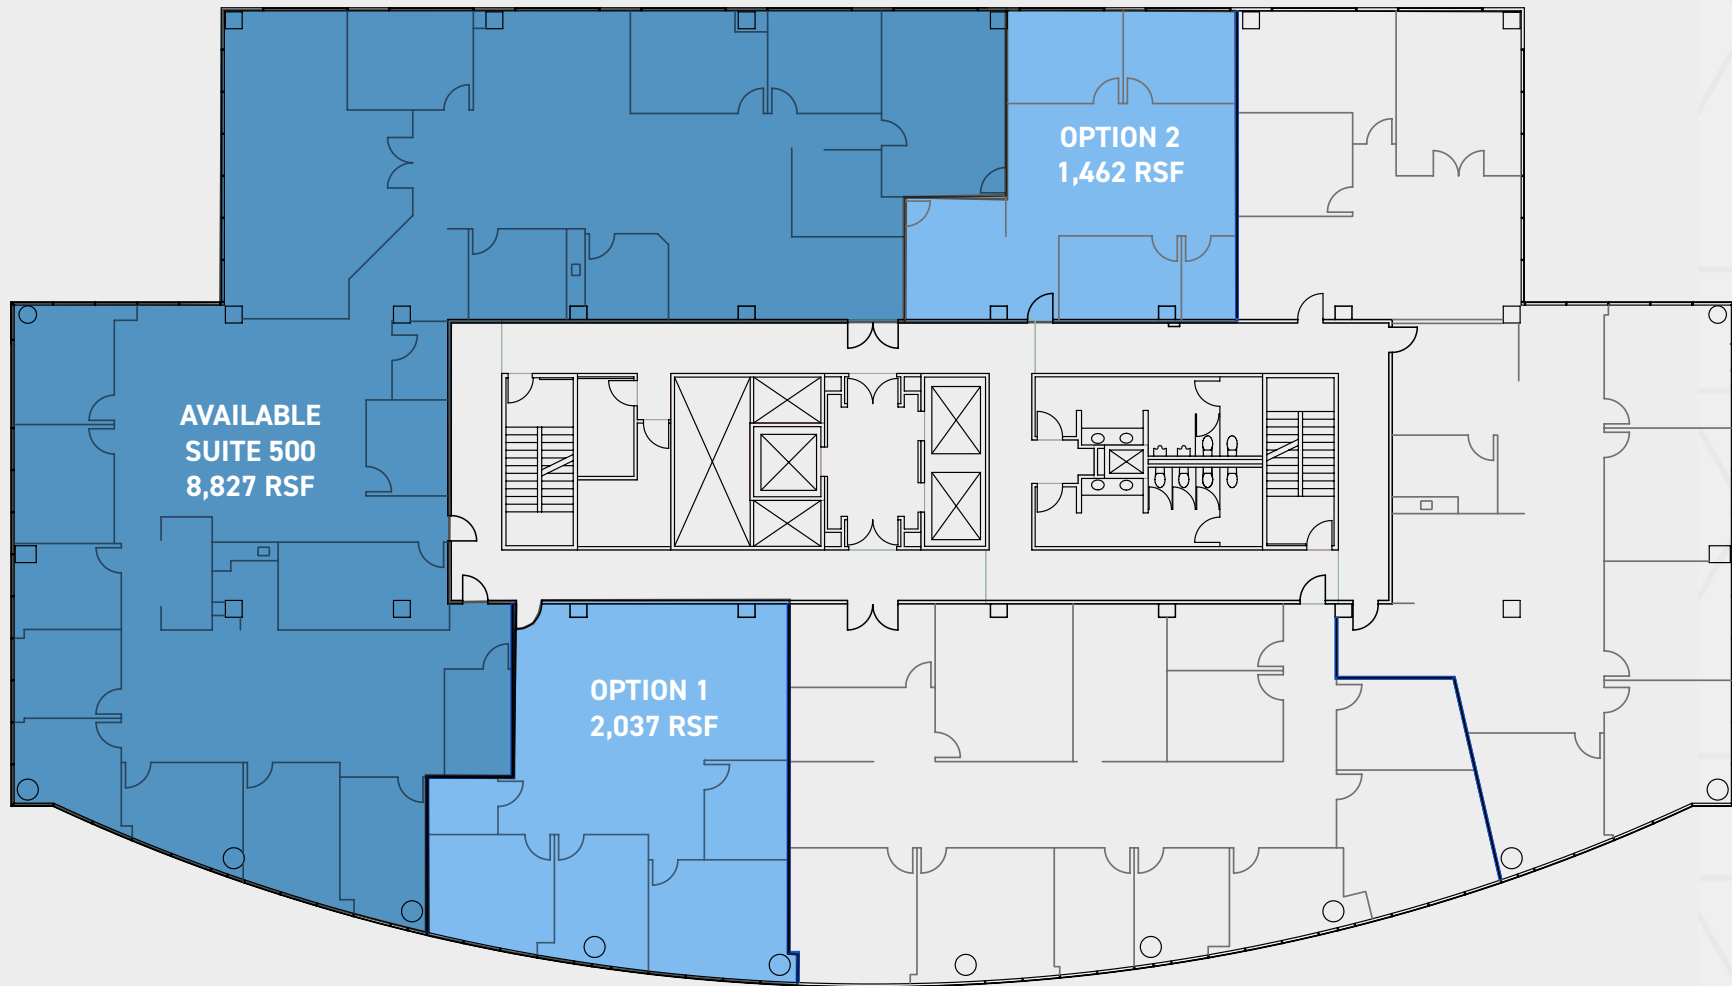 OPTION 2
1,462 RSF
AVAILABLE
SUITE 500
8,827 RSF
OPTION 1
2,037 RSF